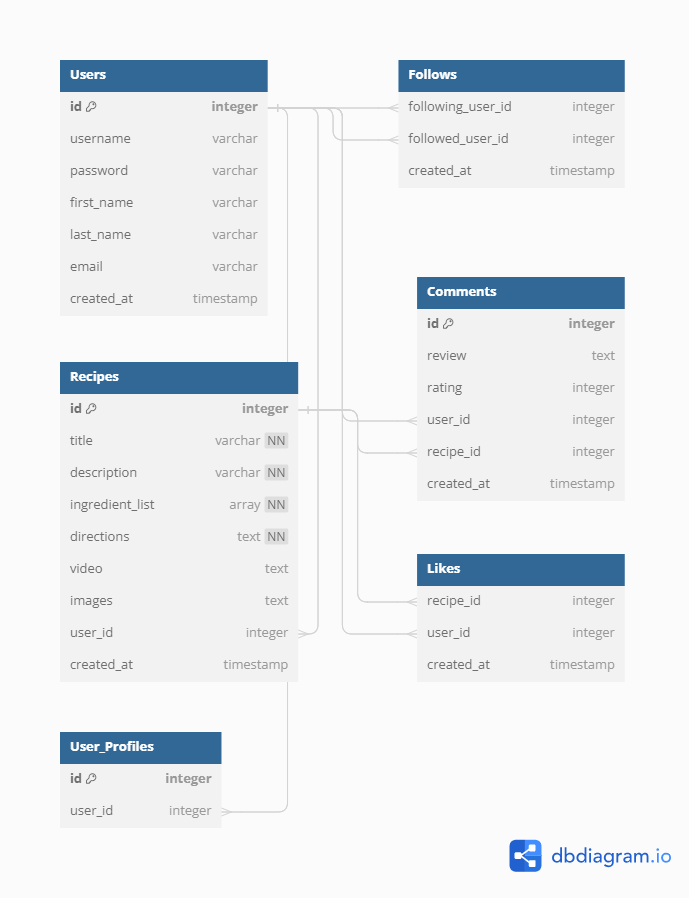 Users
id integer
username varchar
password varchar
first_name varchar
last_name varchar
email varchar
created_at timestamp
Follows
following_user_id integer
followed_user_id integer
created_at timestamp
Comments
id integer
review text
rating integer
user_id integer
recipe_id integer
created_at timestamp
Recipes
id integer
title varchar NN
description varchar NN
ingredient_list array NN
directions text NN
video text
images text
user_id integer
created_at timestamp
Likes
recipe_id integer
user_id integer
created_at timestamp
User_Profiles
id integer
user_id integer
dbdiagram.io